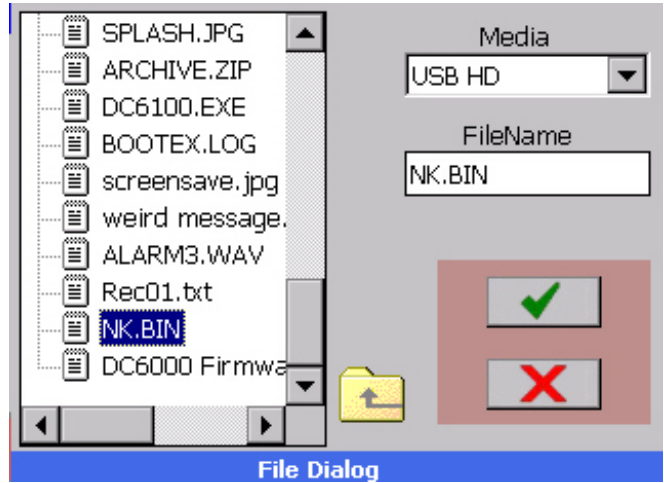 SPLASH.JPG
ARCHIVE.ZIP
DC6100.EXE
BOOTEX.LOG
screensave.jpg
weird message.
ALARM3.WAV
Rec01.txt
NK.BIN
DC6000 Firmwa
Media
USB HD
FileName
NK.BIN
File Dialog